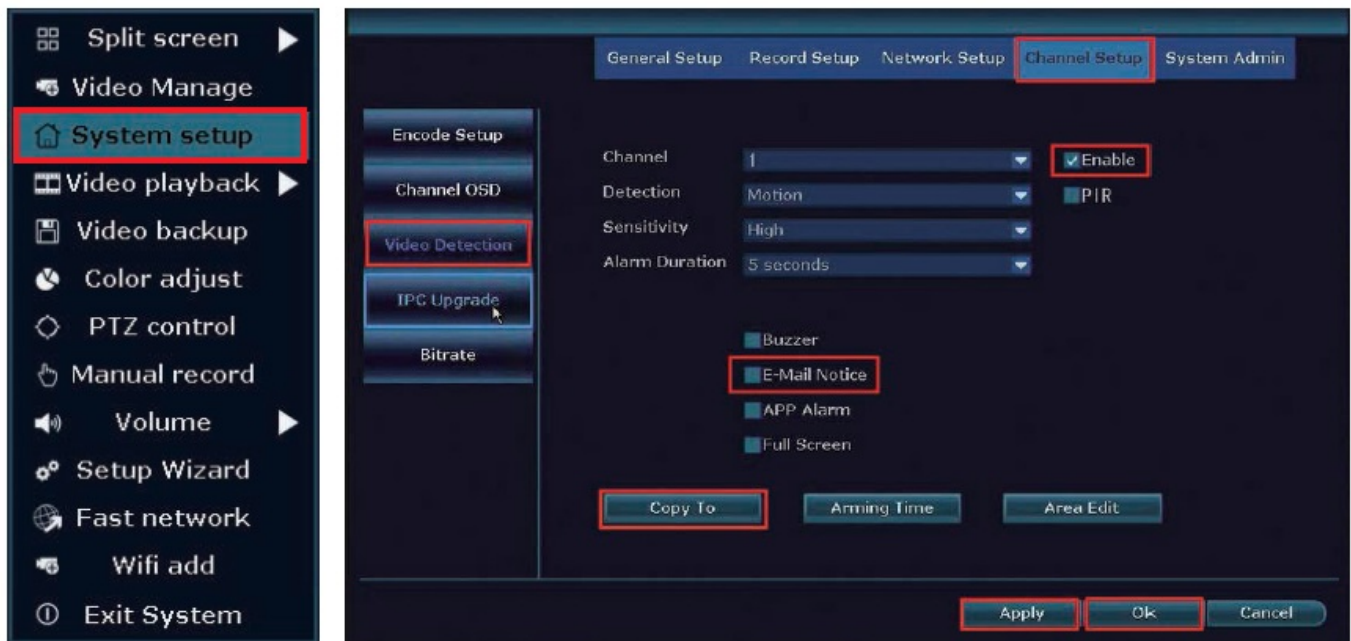 Split screen
Video Manage
System setup
Video playback
Video backup
Color adjust
PTZ control
Manual record
Volume
Setup Wizard
Fast network
Wifi add
Exit System
General Setup Record Setup Network Setup Channel Setup System Admin
Encode Setup
Channel OSD
Video Detection
IPC Upgrade
Bitrate
Channel 1 Enable
Detection Motion PIR
Sensitivity High
Alarm Duration 5 seconds
Buzzer
E-Mail Notice
APP Alarm
Full Screen
Copy To Arming Time Area Edit
Apply Ok Cancel